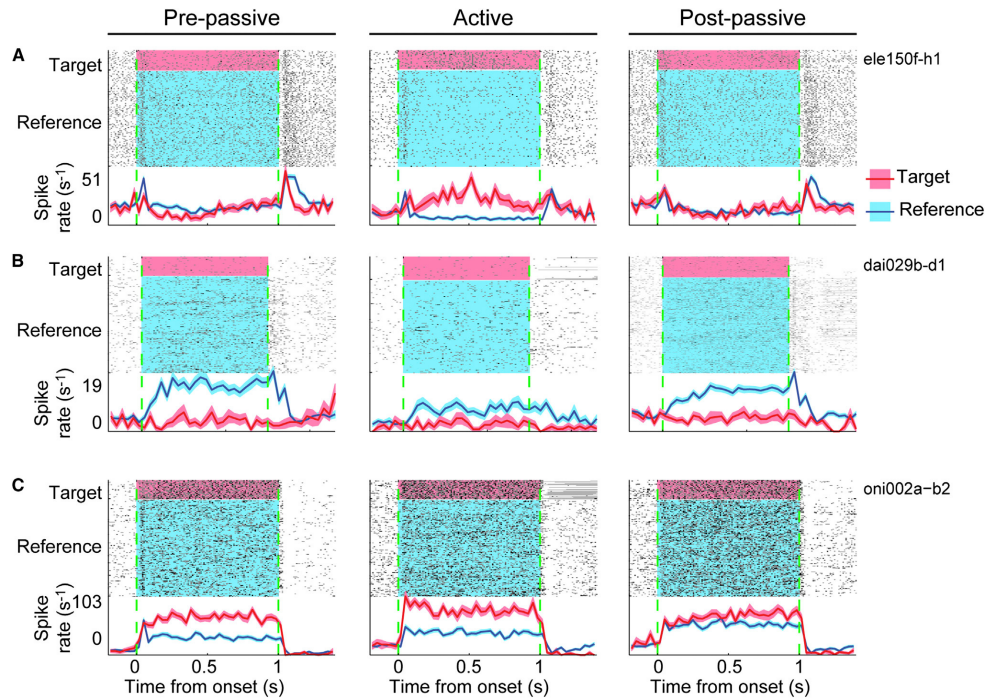 Pre-passive
Active
Post-passive
A
Target
Reference
51
0
Spike
rate (s⁻¹)
ele150f-h1
Target
Reference
B
Target
Reference
19
0
Spike
rate (s⁻¹)
dai029b-d1
C
Target
Reference
103
0
Spike
rate (s⁻¹)
oni002a−b2
0 0.5 1
0 0.5 1
0 0.5 1
Time from onset (s)
Time from onset (s)
Time from onset (s)